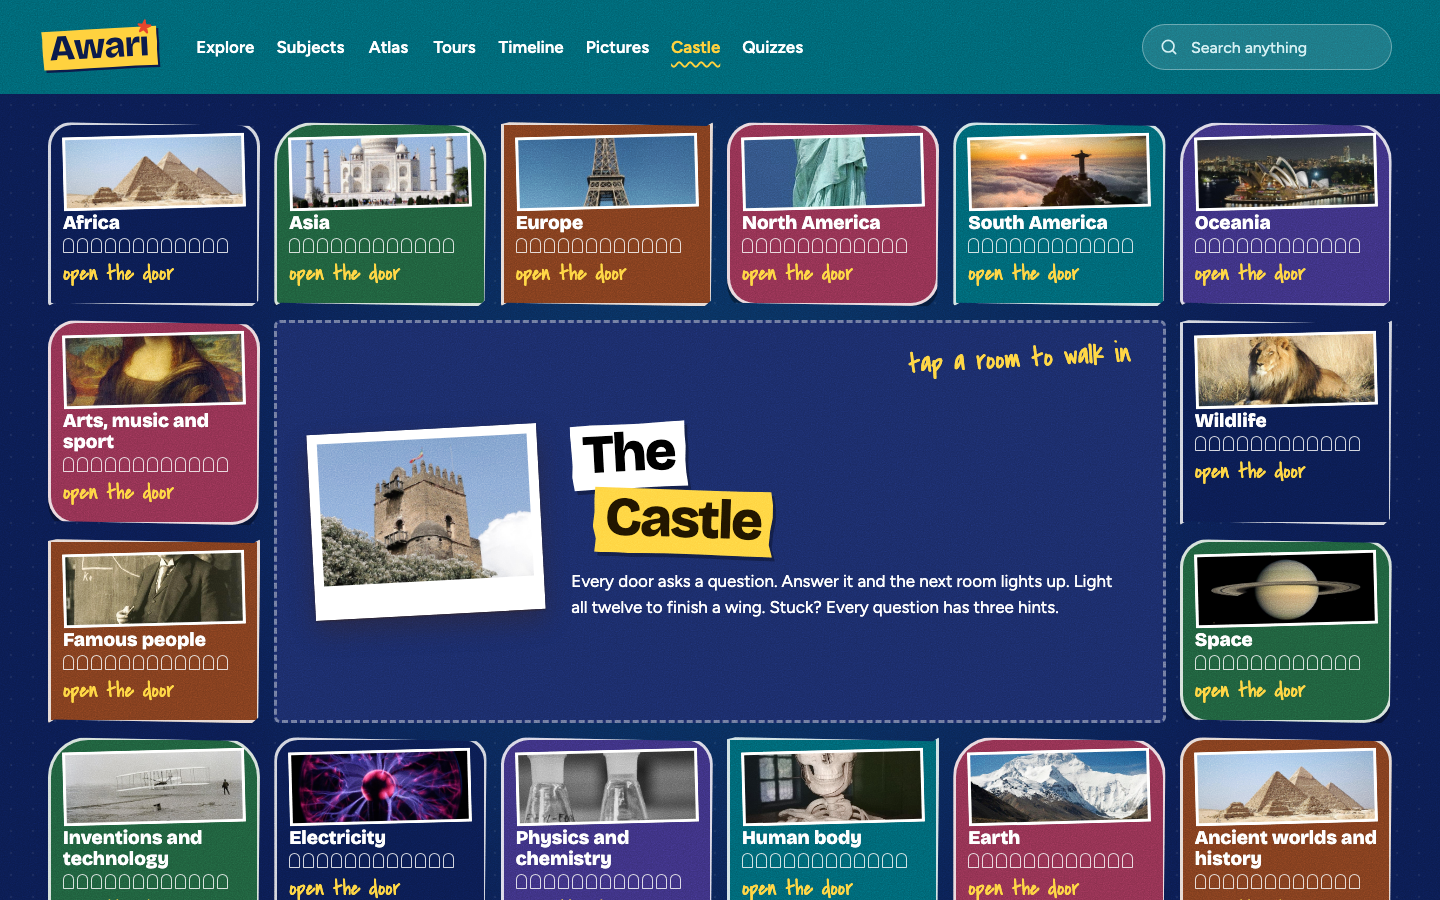 Awari
Explore Subjects Atlas Tours Timeline Pictures Castle Quizzes
Search anything
Africa
open the door
Asia
open the door
Europe
open the door
North America
open the door
South America
open the door
Oceania
open the door
Arts, music and
sport
open the door
tap a room to walk in
The
Castle
Every door asks a question. Answer it and the next room lights up. Light
all twelve to finish a wing. Stuck? Every question has three hints.
Wildlife
open the door
Famous people
open the door
Space
open the door
Inventions and
technology
Electricity
open the door
Physics and
chemistry
Human body
open the door
Earth
open the door
Ancient worlds and
history